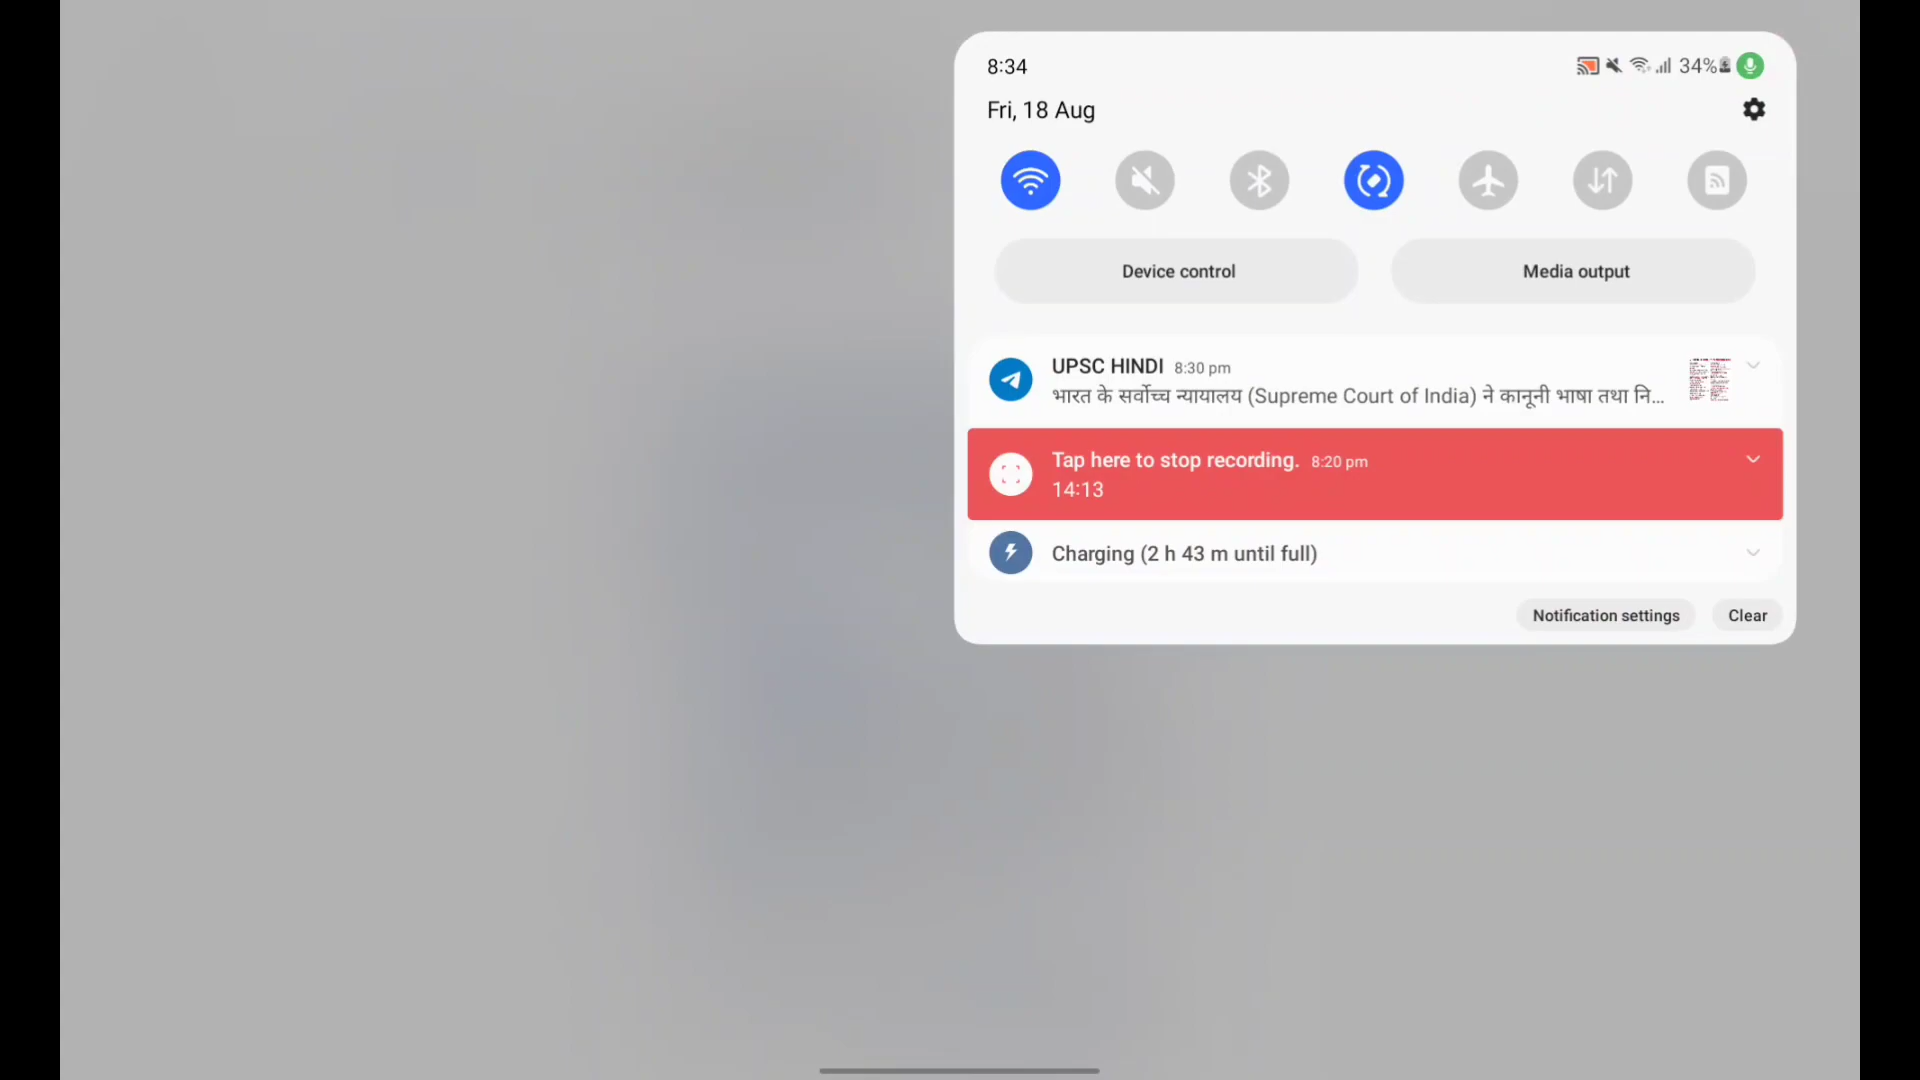 8:34
34%
Fri, 18 Aug
Device control
Media output
UPSC HINDI 8:30 pm
भारत के सर्वोच्च न्यायालय (Supreme Court of India) ने कानूनी भाषा तथा नि...
Tap here to stop recording. 8:20 pm
14:13
Charging (2 h 43 m until full)
Notification settings
Clear